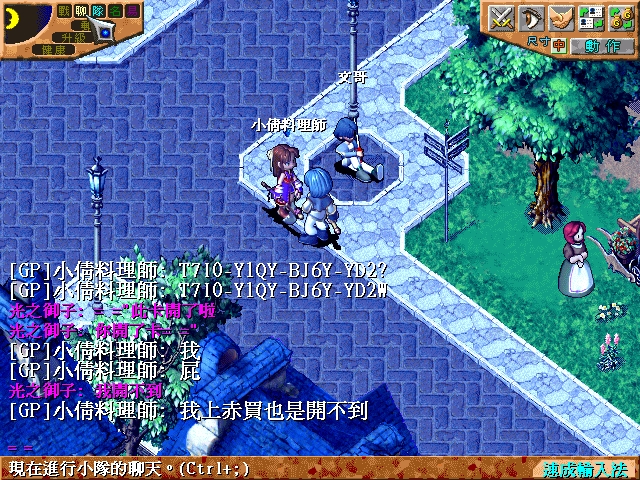 戰 聊 隊 名
升級
健康
尺寸 中 動作
文哥
小倩料理師
[GP]小倩料理師: T7I0-Y1QY-BJ6Y-YD2?
[GP]小倩料理師: T7I0-Y1QY-BJ6Y-YD2W
光之御子: = ="此卡開了啦
光之御子: 你開了卡= ="
[GP]小倩料理師: 我
[GP]小倩料理師: 屁
光之御子: 我開不到
[GP]小倩料理師: 我上赤買也是開不到
= =
現在進行小隊的聊天。(Ctrl+;)
速成輸入法